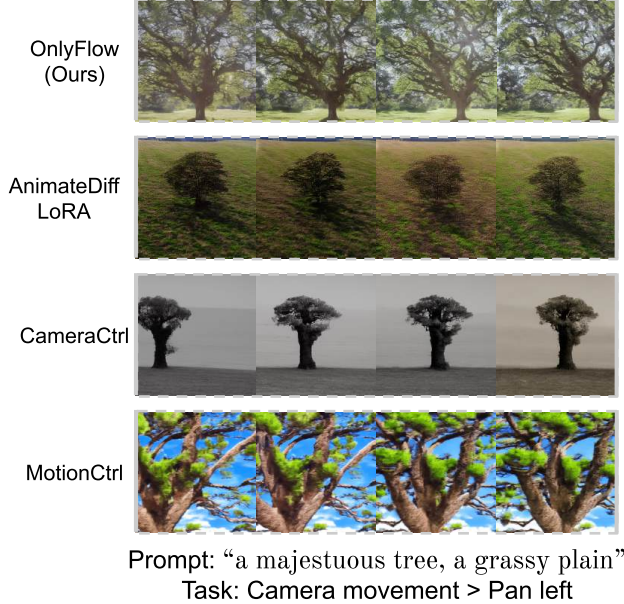 OnlyFlow
(Ours)
AnimateDiff
LoRA
CameraCtrl
MotionCtrl
Prompt: “a majestuous tree, a grassy plain”
Task: Camera movement > Pan left